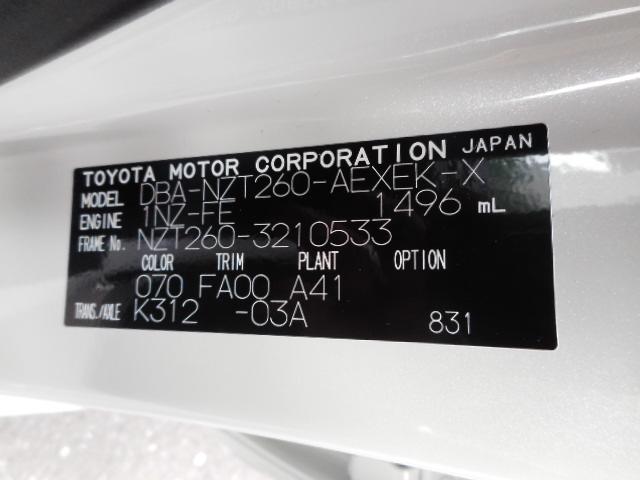 TOYOTA MOTOR CORPORATION JAPAN
MODEL DBA-NZT260-AEXEK-X
ENGINE 1NZ-FE 1496 mL
FRAME No. NZT260-3210533
COLOR TRIM PLANT OPTION
070 FA00 A41
TRANS./AXLE K312 -03A 831